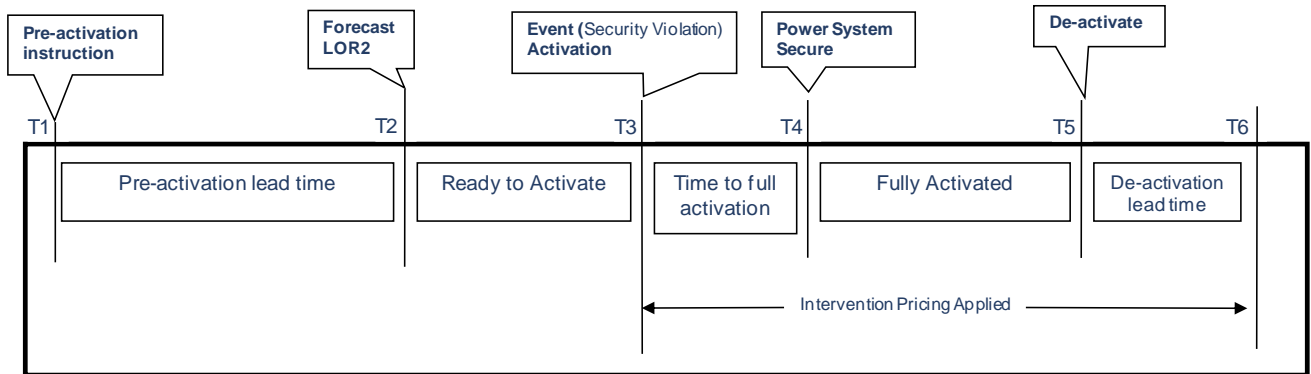 Pre-activation
instruction
Forecast
LOR2
Event (Security Violation)
Activation
Power System
Secure
De-activate
T1
T2
T3
T4
T5
T6
Pre-activation lead time
Ready to Activate
Time to full
activation
Fully Activated
De-activation
lead time
Intervention Pricing Applied